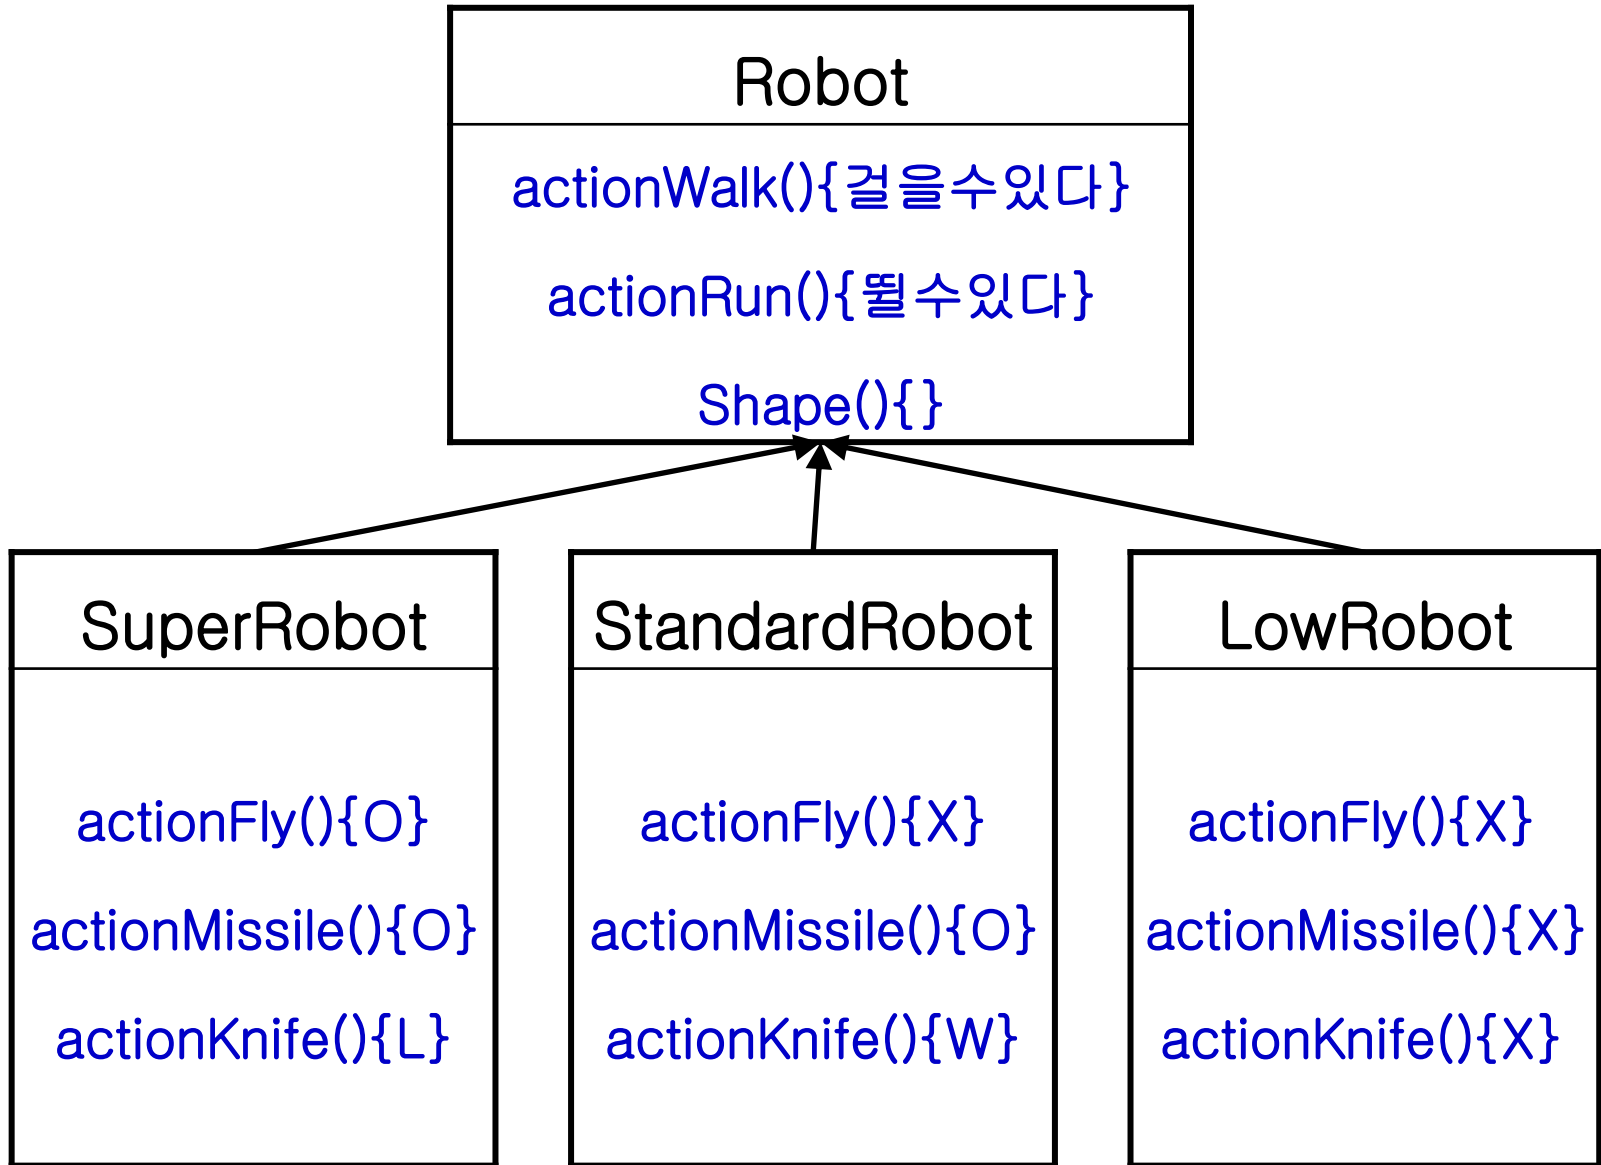 Robot
actionWalk(){걸을수있다}
actionRun(){뛸수있다}
Shape(){}
SuperRobot
actionFly(){O}
actionMissile(){O}
actionKnife(){L}
StandardRobot
actionFly(){X}
actionMissile(){O}
actionKnife(){W}
LowRobot
actionFly(){X}
actionMissile(){X}
actionKnife(){X}